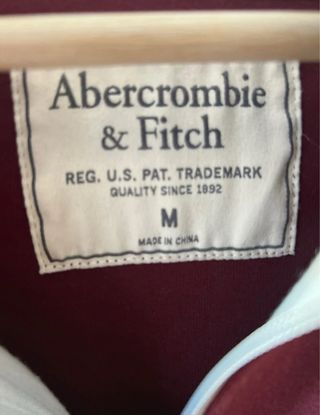 Abercrombie
& Fitch
REG. U.S. PAT. TRADEMARK
QUALITY SINCE 1892
M
MADE IN CHINA